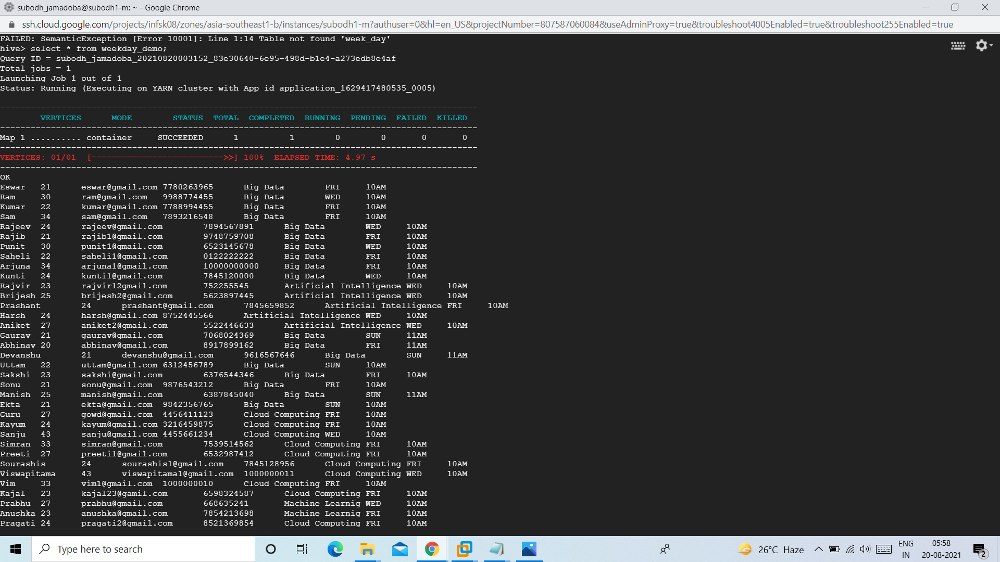 subodh_jamadoba@subodh1-m: ~ - Google Chrome
ssh.cloud.google.com/projects/infsk08/zones/asia-southeast1-b/instances/subodh1-m?authuser=0&hl=en_US&projectNumber=807587060084&useAdminProxy=true&troubleshoot4005Enabled=true&troubleshoot255Enabled=true
FAILED: SemanticException [Error 10001]: Line 1:14 Table not found 'week_day'
hive> select * from weekday_demo;
Query ID = subodh_jamadoba_20210820003152_83e30640-6e95-498d-b1e4-a273edb8e4af
Total jobs = 1
Launching Job 1 out of 1
Status: Running (Executing on YARN cluster with App id application_1629417480535_0005)
----------------------------------------------------------------------------------------------
VERTICES MODE STATUS TOTAL COMPLETED RUNNING PENDING FAILED KILLED
----------------------------------------------------------------------------------------------
Map 1 .......... container SUCCEEDED 1 1 0 0 0 0
----------------------------------------------------------------------------------------------
VERTICES: 01/01 [==========================>>] 100% ELAPSED TIME: 4.97 s
----------------------------------------------------------------------------------------------
OK
Eswar 21 eswar@gmail.com 7780263965 Big Data FRI 10AM
Ram 30 ram@gmail.com 9988774455 Big Data WED 10AM
Kumar 22 kumar@gmail.com 7788994455 Big Data FRI 10AM
Sam 34 sam@gmail.com 7893216548 Big Data FRI 10AM
Rajeev 24 rajeev@gmail.com 7894567891 Big Data WED 10AM
Rajib 21 rajib1@gmail.com 9748759708 Big Data FRI 10AM
Punit 30 punit1@gmail.com 6523145678 Big Data WED 10AM
Saheli 22 saheli1@gmail.com 0122222222 Big Data FRI 10AM
Arjuna 34 arjuna1@gmail.com 10000000000 Big Data FRI 10AM
Kunti 24 kunti1@gmail.com 7845120000 Big Data WED 10AM
Rajvir 23 rajvir12gmail.com 752255545 Artificial Intelligence WED 10AM
Brijesh 25 brijesh2@gmail.com 5623897445 Artificial Intelligence WED 10AM
Prashant 24 prashant@gmail.com 7845659852 Artificial Intelligence FRI 10AM
Harsh 24 harsh@gmail.com 8752445566 Artificial Intelligence WED 10AM
Aniket 27 aniket2@gmail.com 5522446633 Artificial Intelligence WED 10AM
Gaurav 21 gaurav@gmail.com 7068024369 Big Data SUN 11AM
Abhinav 20 abhinav@gmail.com 8917899162 Big Data FRI 11AM
Devanshu 21 devanshu@gmail.com 9616567646 Big Data SUN 11AM
Uttam 22 uttam@gmail.com 6312456789 Big Data SUN 10AM
Sakshi 23 sakshi@gmail.com 6376544346 Big Data FRI 10AM
Sonu 21 sonu@gmail.com 9876543212 Big Data FRI 10AM
Manish 25 manish@gmail.com 6387845040 Big Data SUN 11AM
Ekta 21 ekta@gmail.com 9842356765 Big Data SUN 10AM
Guru 27 gowd@gmail.com 4456411123 Cloud Computing FRI 10AM
Kayum 24 kayum@gmail.com 3216459875 Cloud Computing FRI 10AM
Sanju 43 sanju@gmail.com 4455661234 Cloud Computing WED 10AM
Simran 33 simran@gmail.com 7539514562 Cloud Computing FRI 10AM
Preeti 27 preeti1@gmail.com 6532987412 Cloud Computing FRI 10AM
Sourashis 24 sourashis1@gmail.com 7845128956 Cloud Computing FRI 10AM
Viswapitama 43 viswapitama1@gmail.com 1000000011 Cloud Computing WED 10AM
Vim 33 vim1@gmail.com 1000000010 Cloud Computing FRI 10AM
Kajal 23 kajal23@gamil.com 6598324587 Cloud Computing FRI 10AM
Prabhu 27 prabhu@gmail.com 668635241 Machine Learnig WED 10AM
Anushka 23 anushka@gmail.com 7854213698 Machine Learnig FRI 10AM
Pragati 24 pragati2@gmail.com 8521369854 Cloud Computing FRI 10AM
Type here to search
26°C Haze
ENG
IN
05:58
20-08-2021
2